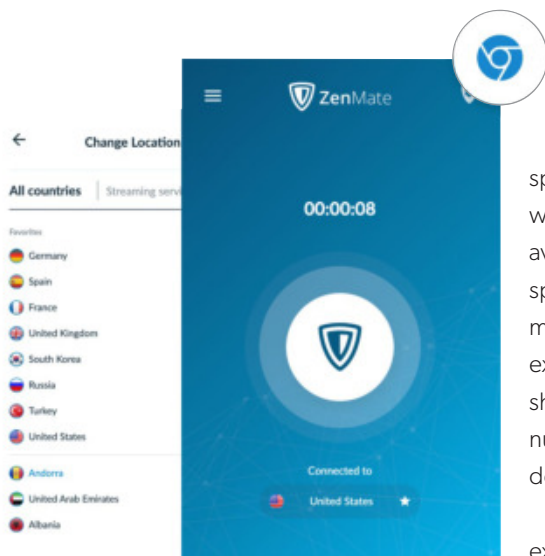 Change Location
All countries
Streaming servi
Favorites
Germany
Spain
France
United Kingdom
South Korea
Russia
Turkey
United States
Andorra
United Arab Emirates
Albania
ZenMate
00:00:08
Connected to
United States
sp
w
av
sp
m
ex
sh
nu
de
ex